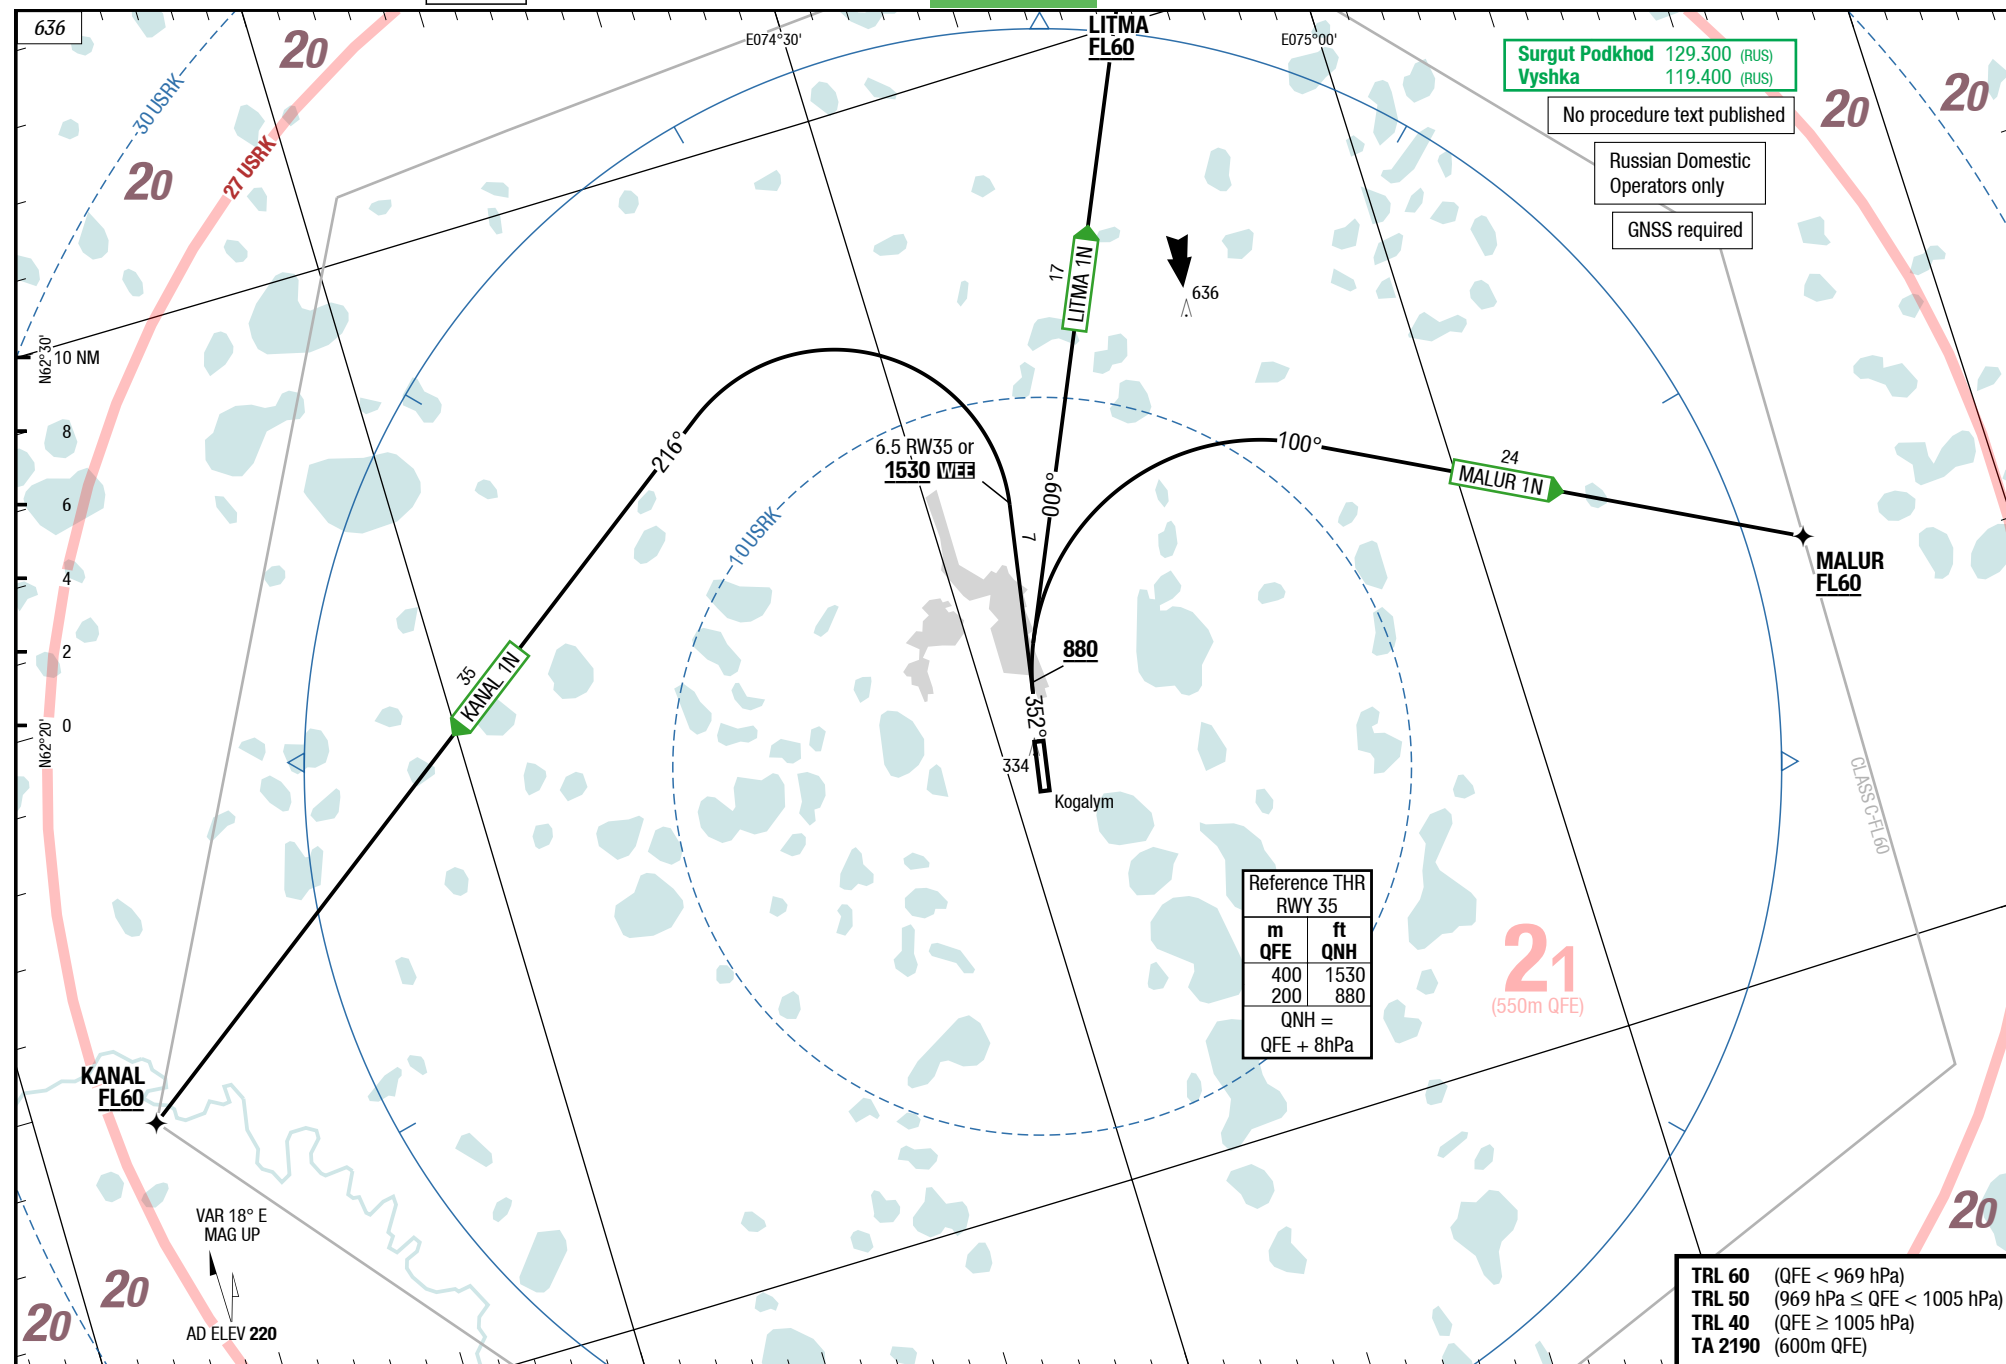 636
20
30 USRK
27 USRK
20
E074°30'
LITMA
FL60
E075°00'
Surgut Podkhod 129.300 (RUS)
Vyshka 119.400 (RUS)
No procedure text published
Russian Domestic
Operators only
GNSS required
20
20
N62°30'
10 NM
8
6
4
2
0
N62°20'
17
LITMA 1N
636
216°
6.5 RW35 or
1530 WEE
009°
7
100°
24
MALUR 1N
MALUR
FL60
10 USRK
35
KANAL 1N
880
352°
334
Kogalym
CLASS C-FL60
Reference THR
RWY 35
m ft
QFE QNH
400 1530
200 880
QNH =
QFE + 8hPa
21
(550m QFE)
KANAL
FL60
VAR 18° E
MAG UP
AD ELEV 220
20
20
20
TRL 60 (QFE < 969 hPa)
TRL 50 (969 hPa ≤ QFE < 1005 hPa)
TRL 40 (QFE ≥ 1005 hPa)
TA 2190 (600m QFE)